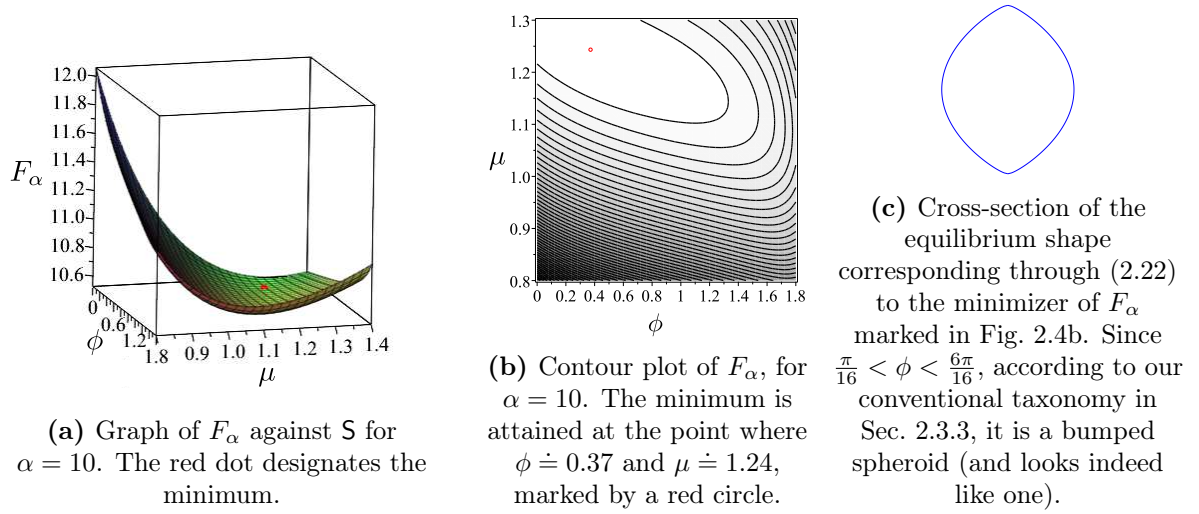 12.0
11.8
11.6
11.4
F_α
11.2
11.0
10.8
10.6
0
0.6
1.2
ϕ
1.8
0.9
1.0
1.1
1.2
1.3
1.4
μ
(a) Graph of F_α against S for
α = 10. The red dot designates the
minimum.
1.3
1.2
1.1
μ
1.0
0.9
0.8
0 0.2 0.4 0.6 0.8 1 1.2 1.4 1.6 1.8
ϕ
(b) Contour plot of F_α, for
α = 10. The minimum is
attained at the point where
ϕ ≐ 0.37 and μ ≐ 1.24,
marked by a red circle.
(c) Cross-section of the
equilibrium shape
corresponding through (2.22)
to the minimizer of F_α
marked in Fig. 2.4b. Since
π/16 < ϕ < 6π/16, according to our
conventional taxonomy in
Sec. 2.3.3, it is a bumped
spheroid (and looks indeed
like one).